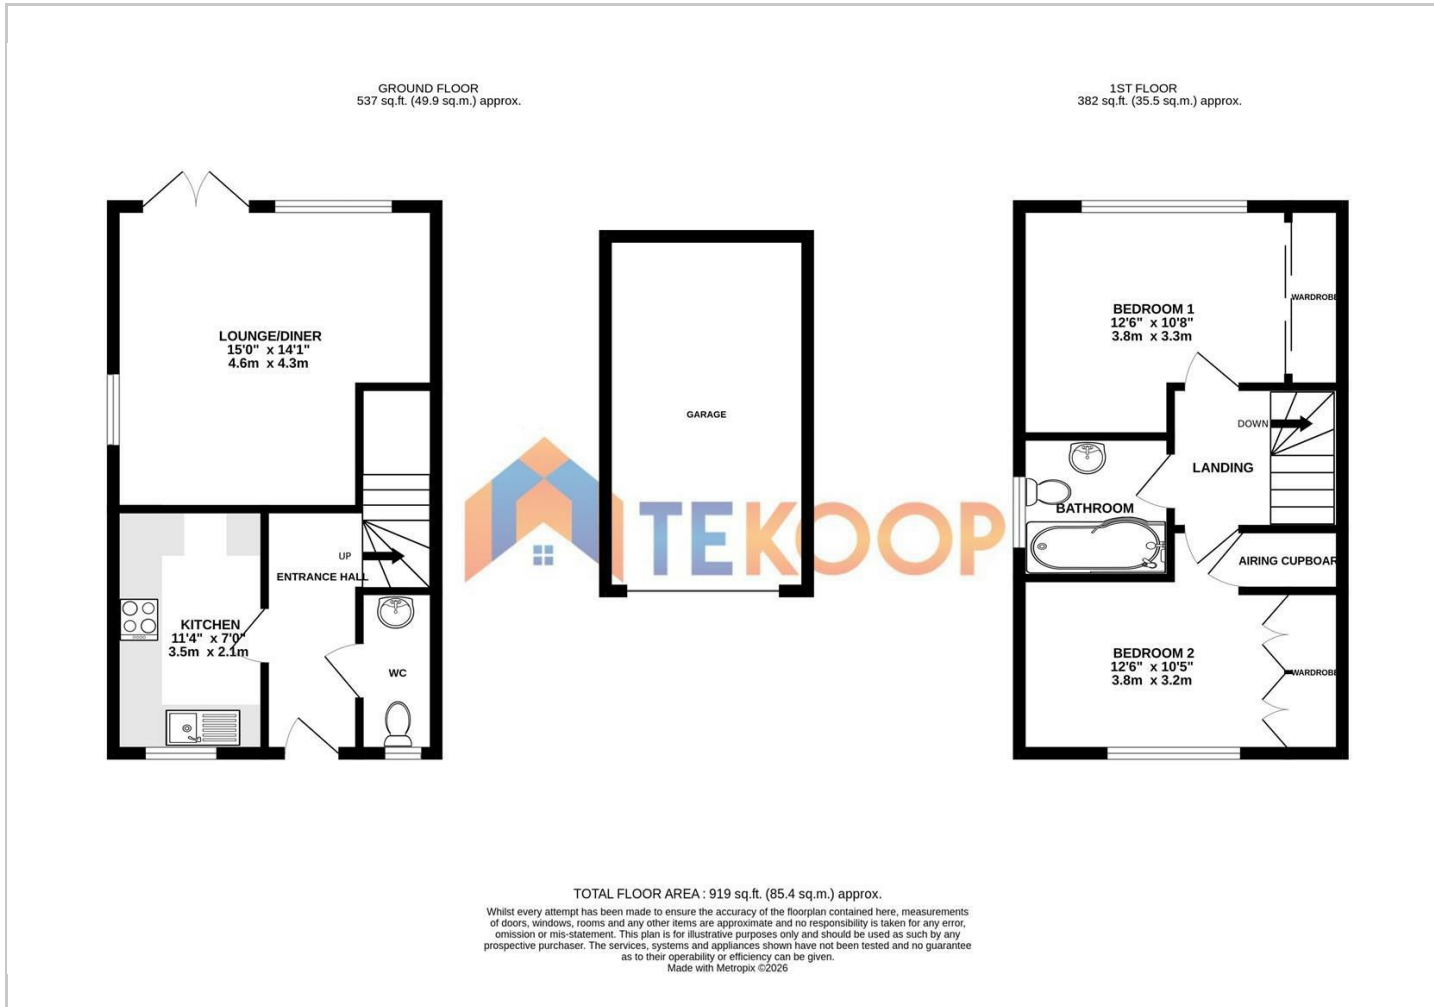 GROUND FLOOR
537 sq.ft. (49.9 sq.m.) approx.
1ST FLOOR
382 sq.ft. (35.5 sq.m.) approx.
LOUNGE/DINER
15'0" x 14'1"
4.6m x 4.3m
UP
ENTRANCE HALL
KITCHEN
11'4" x 7'0"
3.5m x 2.1m
WC
GARAGE
TEKOOP
BEDROOM 1
12'6" x 10'8"
3.8m x 3.3m
WARDROBE
DOWN
LANDING
BATHROOM
AIRING CUPBOAR
BEDROOM 2
12'6" x 10'5"
3.8m x 3.2m
WARDROBE
TOTAL FLOOR AREA : 919 sq.ft. (85.4 sq.m.) approx.
Whilst every attempt has been made to ensure the accuracy of the floorplan contained here, measurements
of doors, windows, rooms and any other items are approximate and no responsibility is taken for any error,
omission or mis-statement. This plan is for illustrative purposes only and should be used as such by any
prospective purchaser. The services, systems and appliances shown have not been tested and no guarantee
as to their operability or efficiency can be given.
Made with Metropix ©2026